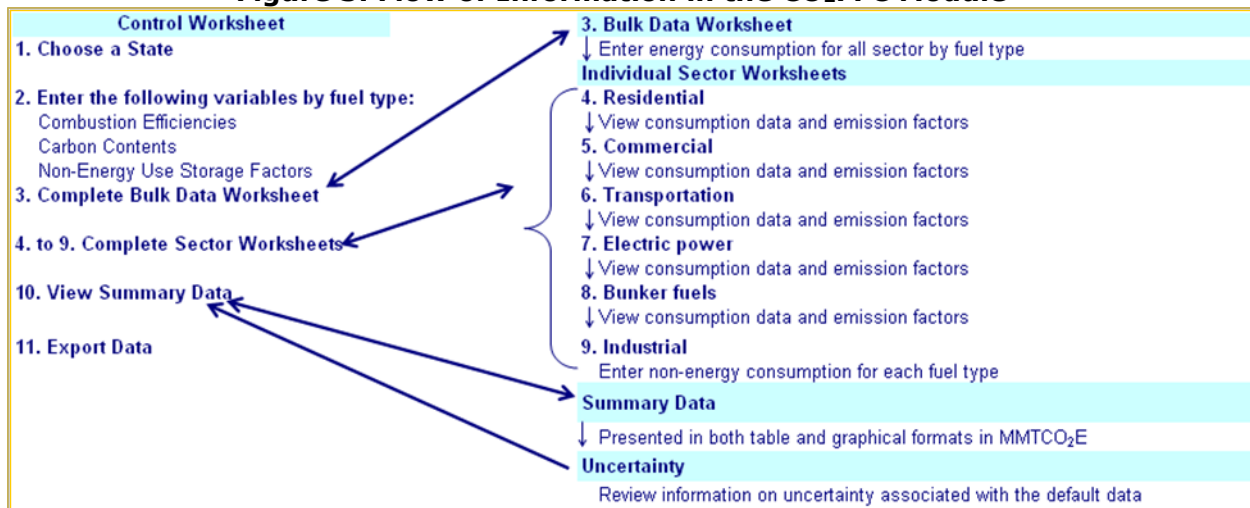 Control Worksheet
1. Choose a State
2. Enter the following variables by fuel type:
Combustion Efficiencies
Carbon Contents
Non-Energy Use Storage Factors
3. Complete Bulk Data Worksheet
4. to 9. Complete Sector Worksheets
10. View Summary Data
11. Export Data
3. Bulk Data Worksheet
↓ Enter energy consumption for all sector by fuel type
Individual Sector Worksheets
4. Residential
↓ View consumption data and emission factors
5. Commercial
↓ View consumption data and emission factors
6. Transportation
↓ View consumption data and emission factors
7. Electric power
↓ View consumption data and emission factors
8. Bunker fuels
↓ View consumption data and emission factors
9. Industrial
Enter non-energy consumption for each fuel type
Summary Data
↓ Presented in both table and graphical formats in MMTCO₂E
Uncertainty
Review information on uncertainty associated with the default data